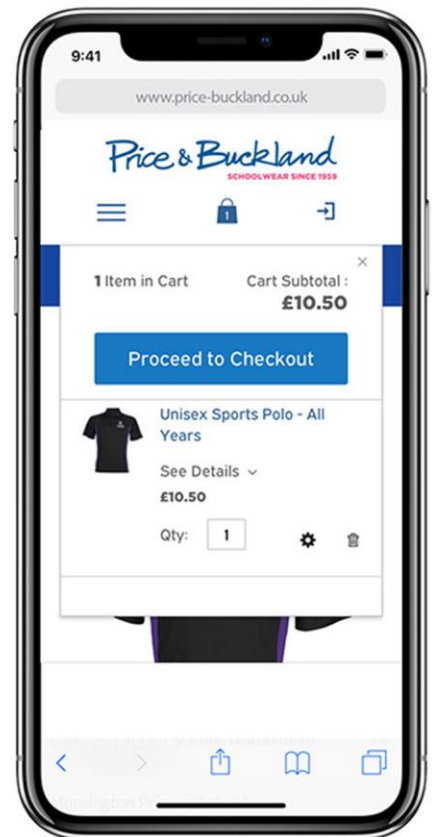 9:41
www.price-buckland.co.uk
Price & Buckland
SCHOOLWEAR SINCE 1959
1
1 Item in Cart
Cart Subtotal :
£10.50
Proceed to Checkout
Unisex Sports Polo - All
Years
See Details
£10.50
Qty: 1